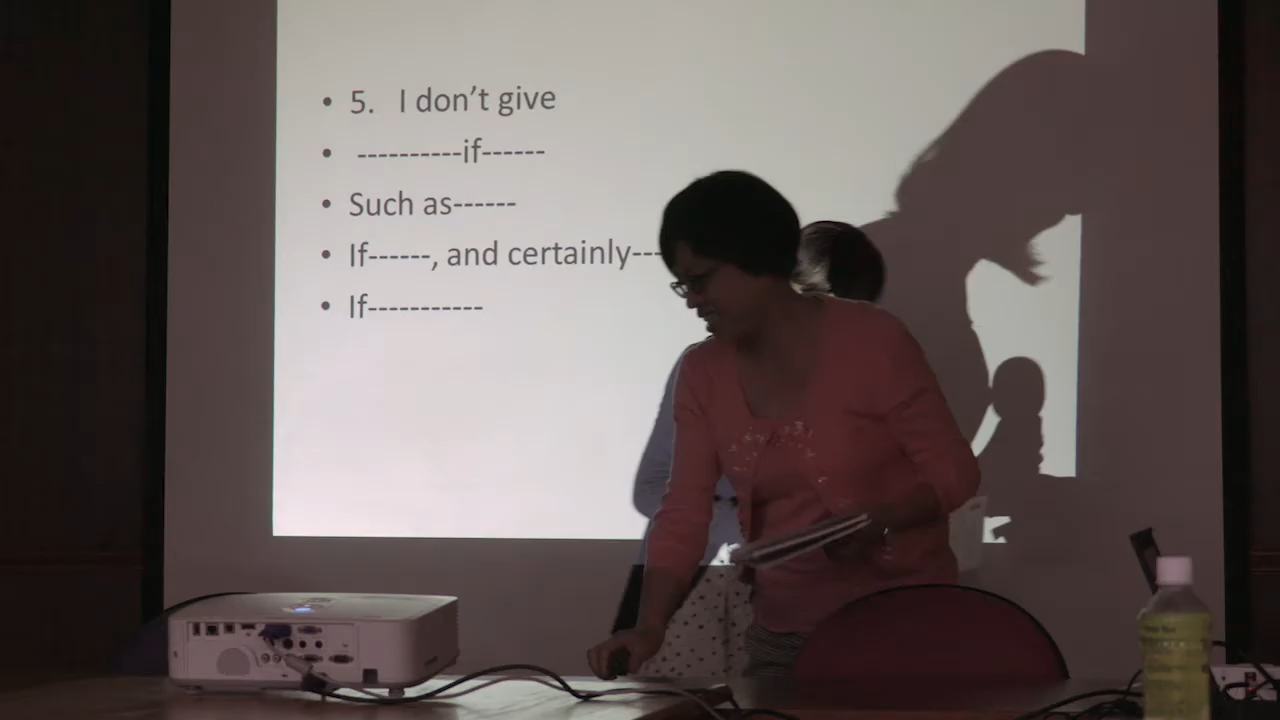 • 5. I don't give
• ----------if------
• Such as------
• If------, and certainly---
• If-----------